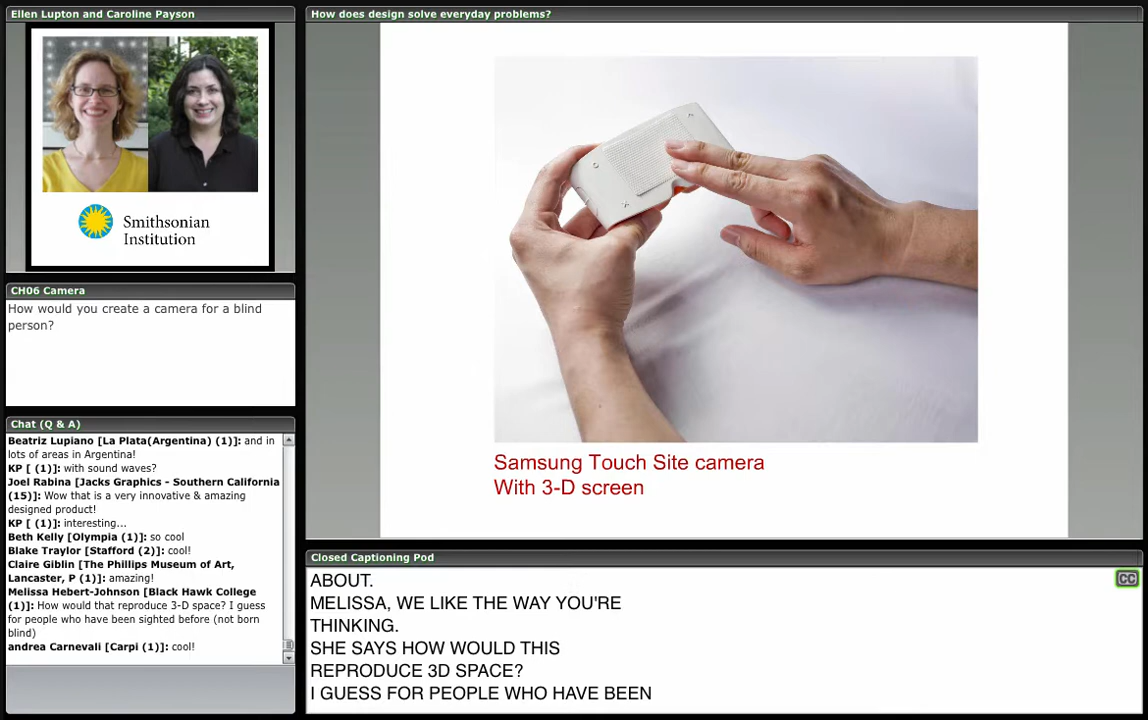 Ellen Lupton and Caroline Payson
Smithsonian
Institution
CH06 Camera
How would you create a camera for a blind
person?
Chat (Q & A)
Beatriz Lupiano [La Plata(Argentina) (1)]: and in
lots of areas in Argentina!
KP [ (1)]: with sound waves?
Joel Rabina [Jacks Graphics - Southern California
(15)]: Wow that is a very innovative & amazing
designed product!
KP [ (1)]: interesting...
Beth Kelly [Olympia (1)]: so cool
Blake Traylor [Stafford (2)]: cool!
Claire Giblin [The Phillips Museum of Art,
Lancaster, P (1)]: amazing!
Melissa Hebert-Johnson [Black Hawk College
(1)]: How would that reproduce 3-D space? I guess
for people who have been sighted before (not born
blind)
andrea Carnevali [Carpi (1)]: cool!
How does design solve everyday problems?
Samsung Touch Site camera
With 3-D screen
Closed Captioning Pod
CC
ABOUT.
MELISSA, WE LIKE THE WAY YOU'RE
THINKING.
SHE SAYS HOW WOULD THIS
REPRODUCE 3D SPACE?
I GUESS FOR PEOPLE WHO HAVE BEEN